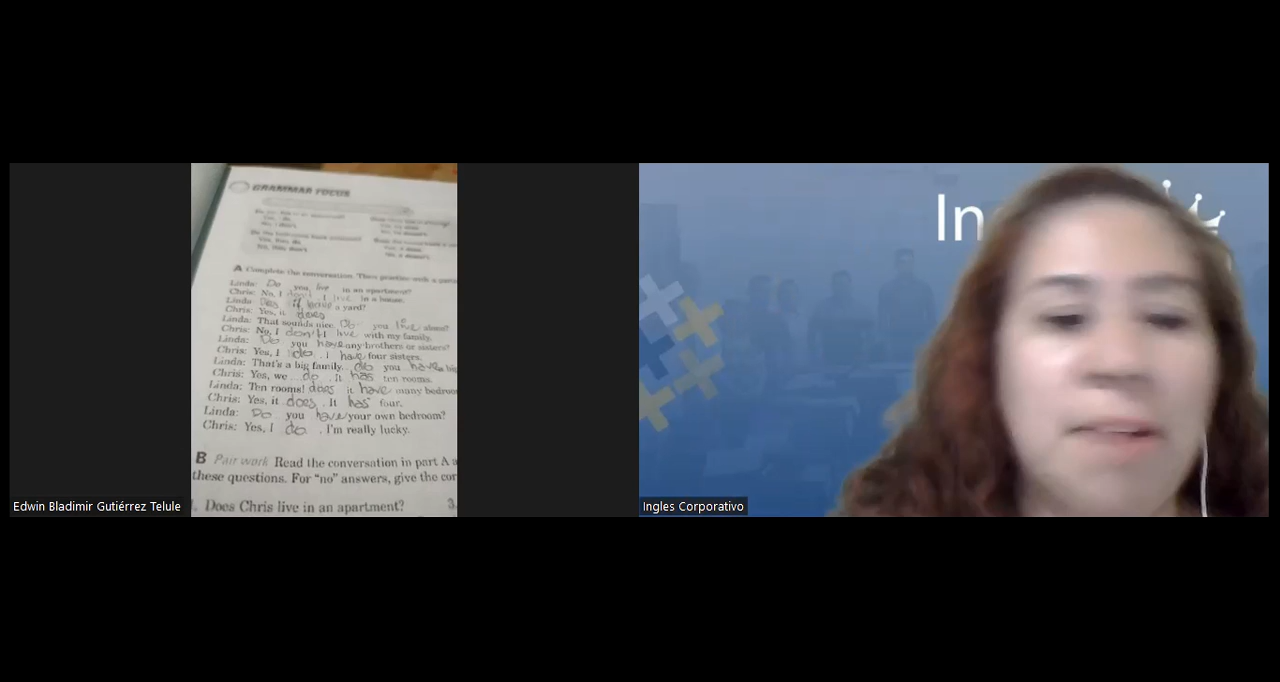 GRAMMAR FOCUS
A Complete the conversation. Then practice with a
Linda: Do you live in an apartment?
Chris: No, I don't. I live in a house.
Linda: Does it have a yard?
Chris: Yes, it does
Linda: That sounds nice. Do you live alone?
Chris: No, I don't I live with my family.
Linda: Do you have any brothers or sisters?
Chris: Yes, I do. I have four sisters.
Linda: That's a big family. do you have
Chris: Yes, we do. It has ten rooms.
Linda: Ten rooms! does it have many
Chris: Yes, it does. It has four.
Linda: Do you have your own bedroom?
Chris: Yes, I do. I'm really lucky.
B Pair work Read the conversation in part A
these questions. For "no" answers, give the
. Does Chris live in an apartment? 3.
Edwin Bladimir Gutiérrez Telule
In
Ingles Corporativo